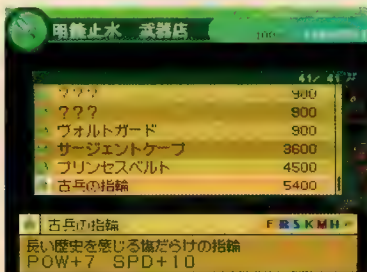 明鏡止水 武器店
41/41
??? 900
??? 900
ヴォルトガード 900
サージェントケープ 3600
プリンセスベルト 4500
古兵の指輪 5400
古兵の指輪 F R S K M H
長い歴史を感じる傷だらけの指輪
POW+7 SPD+10